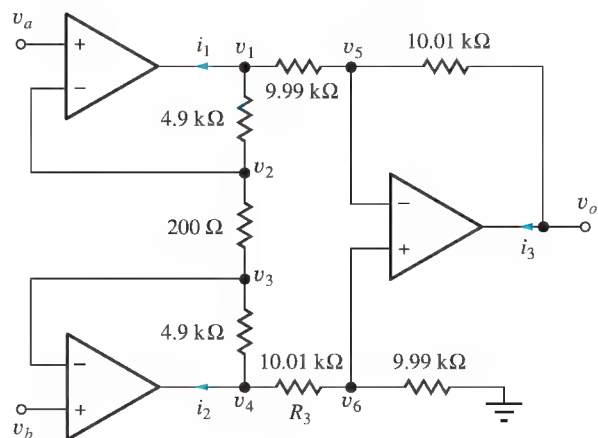 v_a
+
−
i_1
v_1
9.99 kΩ
v_5
10.01 kΩ
4.9 kΩ
v_2
200 Ω
v_3
−
+
v_o
i_3
4.9 kΩ
−
+
v_b
i_2
v_4
10.01 kΩ
R_3
v_6
9.99 kΩ